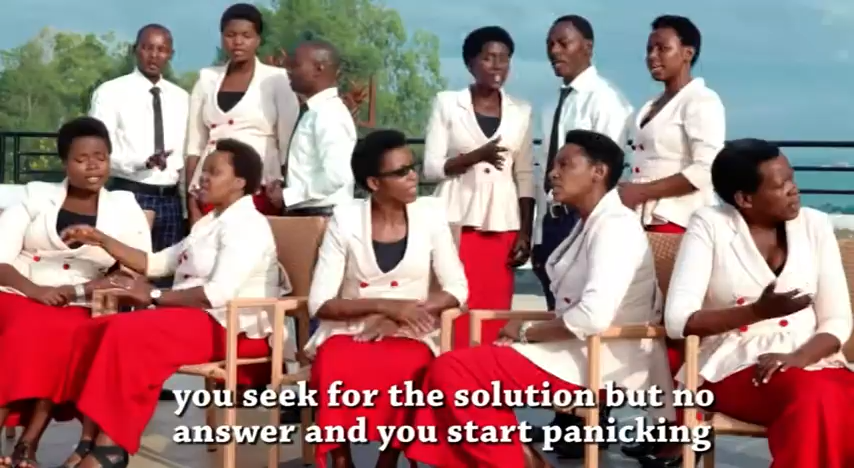 you seek for the solution but no
answer and you start panicking